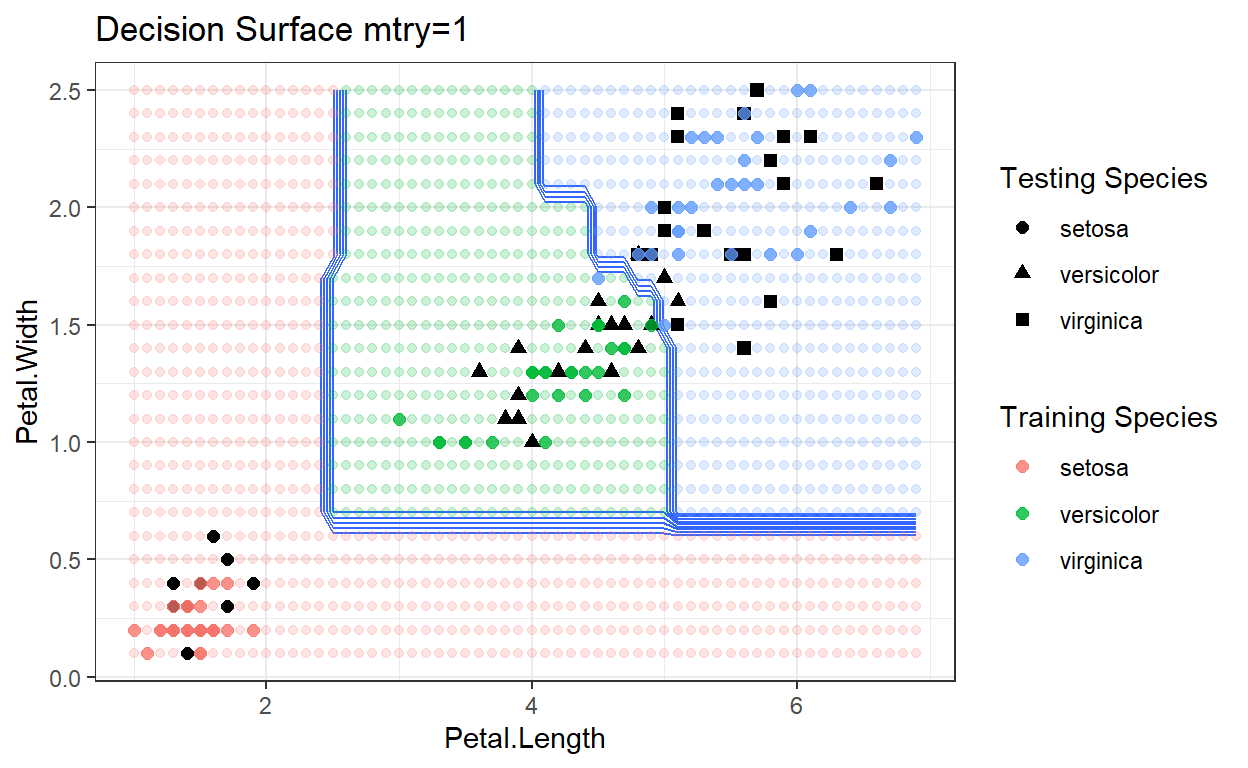 Decision Surface mtry=1
2.5
2.0
1.5
1.0
0.5
0.0
Petal.Width
2
4
6
Petal.Length
Testing Species
setosa
versicolor
virginica
Training Species
setosa
versicolor
virginica